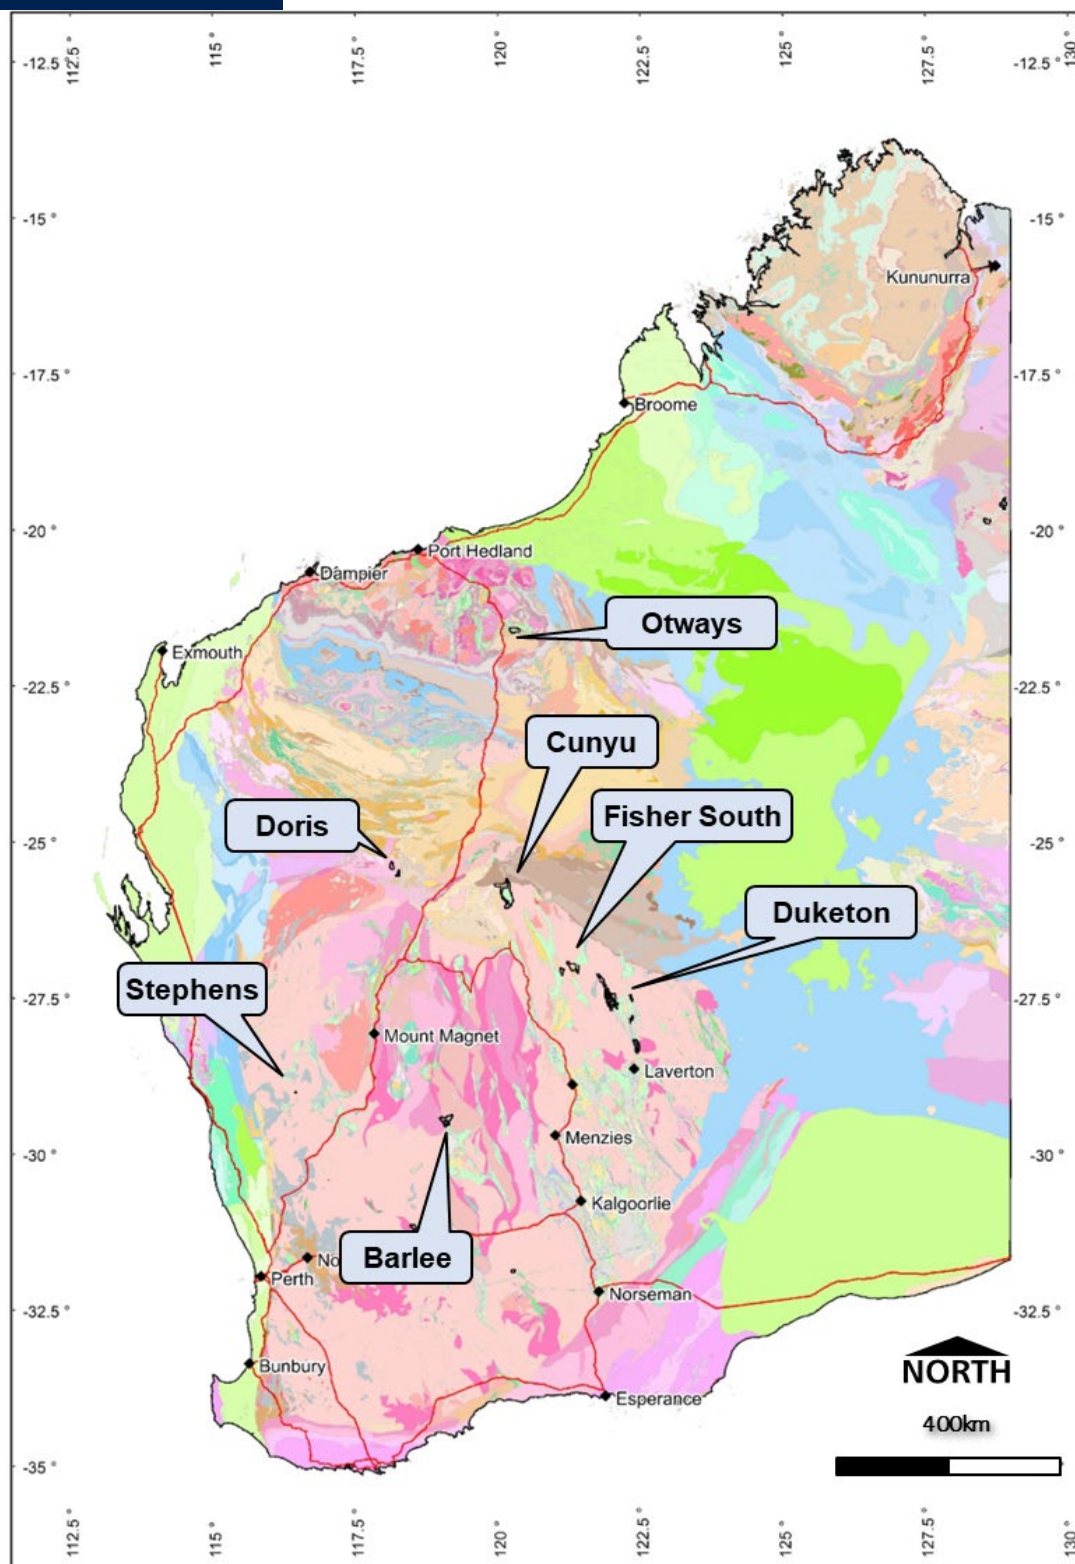 112.5 °
115 °
117.5 °
120 °
122.5 °
125 °
127.5 °
130 °
-12.5 °
-12.5 °
-15 °
-15 °
Kununurra
-17.5 °
-17.5 °
Broome
-20 °
-20 °
Port Hedland
Dampier
Otways
Exmouth
-22.5 °
-22.5 °
Cunyu
Fisher South
Doris
-25 °
-25 °
Duketon
Stephens
-27.5 °
-27.5 °
Mount Magnet
Laverton
Menzies
-30 °
-30 °
Kalgoorlie
Barlee
No
Perth
Norseman
-32.5 °
-32.5 °
Bunbury
NORTH
Esperance
400km
-35 °
-35 °
112.5 °
115 °
117.5 °
120 °
122.5 °
125 °
127.5 °
130 °